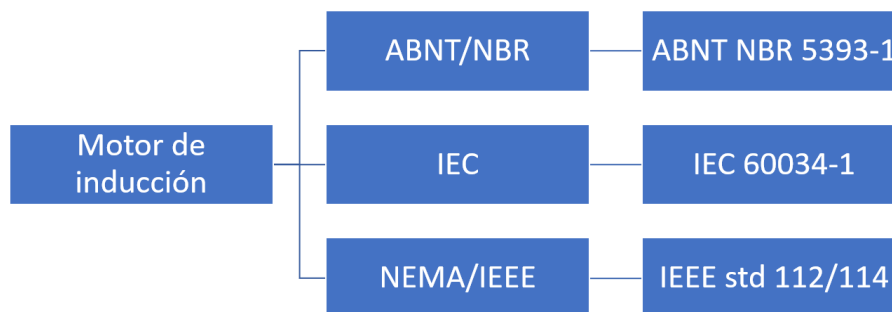 Motor de
inducción
ABNT/NBR
ABNT NBR 5393-1
IEC
IEC 60034-1
NEMA/IEEE
IEEE std 112/114